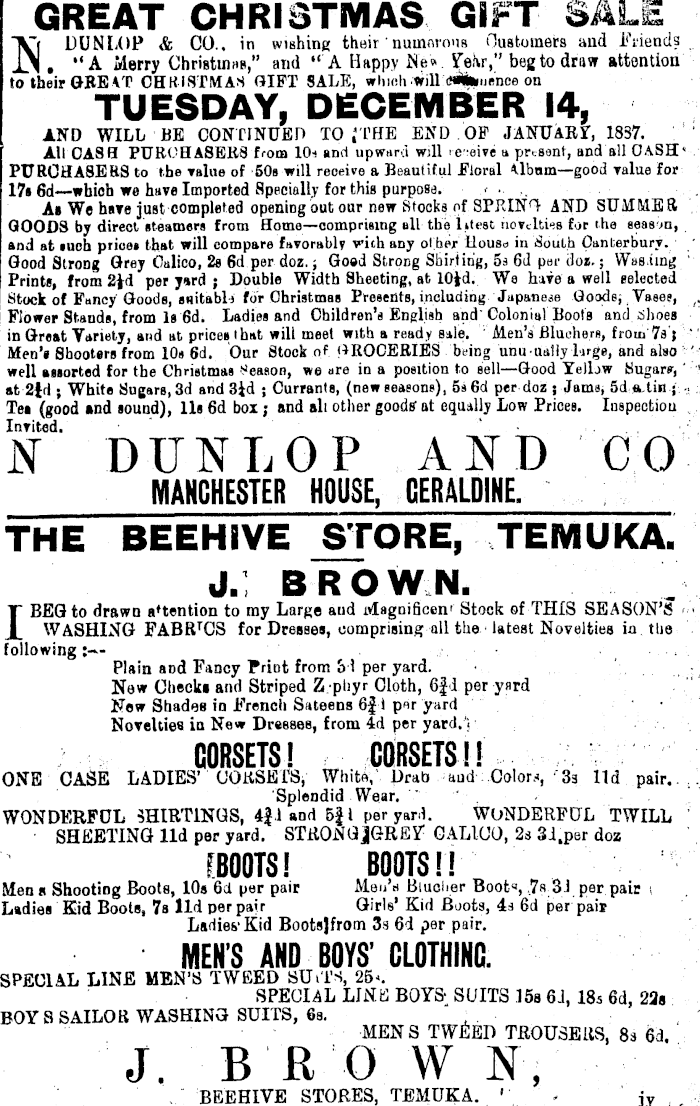 GREAT CHRISTMAS GIFT SALE
N. DUNLOP & CO., in wishing their numerous Customers and Friends
"A Merry Christmas," and "A Happy New Year," beg to draw attention
to their GREAT CHRISTMAS GIFT SALE, which will commence on
TUESDAY, DECEMBER 14,
AND WILL BE CONTINUED TO THE END OF JANUARY, 1887.
All CASH PURCHASERS from 10s and upward will receive a present, and all CASH
PURCHASERS to the value of 50s will receive a Beautiful Floral Album—good value for
17s 6d—which we have Imported Specially for this purpose.
As We have just completed opening out our new Stocks of SPRING AND SUMMER
GOODS by direct steamers from Home—comprising all the latest novelties for the season,
and at such prices that will compare favorably with any other House in South Canterbury.
Good Strong Grey Calico, 2s 6d per doz.; Good Strong Shirting, 5s 6d per doz.; Washing
Prints, from 2½d per yard; Double Width Sheeting, at 10½d. We have a well selected
Stock of Fancy Goods, suitable for Christmas Presents, including Japanese Goods, Vases,
Flower Stands, from 1s 6d. Ladies and Children's English and Colonial Boots and Shoes
in Great Variety, and at prices that will meet with a ready sale. Men's Bluchers, from 7s;
Men's Shooters from 10s 6d. Our Stock of GROCERIES being unusually large, and also
well assorted for the Christmas Season, we are in a position to sell—Good Yellow Sugars,
at 2½d; White Sugars, 3d and 3½d; Currants, (new seasons), 5s 6d per doz; Jams, 5d a tin;
Tea (good and sound), 11s 6d box; and all other goods at equally Low Prices. Inspection
Invited.
N DUNLOP AND CO
MANCHESTER HOUSE, GERALDINE.
THE BEEHIVE STORE, TEMUKA.
J. BROWN.
I BEG to drawn attention to my Large and Magnificent Stock of THIS SEASON'S
WASHING FABRICS for Dresses, comprising all the latest Novelties in the
following:—
Plain and Fancy Print from 3d per yard.
New Checks and Striped Zephyr Cloth, 6¾d per yard
New Shades in French Sateens 6¾d per yard
Novelties in New Dresses, from 4d per yard.
CORSETS! CORSETS!!
ONE CASE LADIES' CORSETS, White, Drab and Colors, 3s 11d pair.
Splendid Wear.
WONDERFUL SHIRTINGS, 4¾d and 5¾d per yard. WONDERFUL TWILL
SHEETING 11d per yard. STRONG GREY CALICO, 2s 3d per doz
BOOTS! BOOTS!!
Mens Shooting Boots, 10s 6d per pair Men's Blucher Boots, 7s 3d per pair
Ladies Kid Boots, 7s 11d per pair Girls' Kid Boots, 4s 6d per pair
Ladies' Kid Boots from 3s 6d per pair.
MEN'S AND BOYS' CLOTHING.
SPECIAL LINE MEN'S TWEED SUITS, 25s.
SPECIAL LINE BOYS SUITS 15s 6d, 18s 6d, 22s
BOYS SAILOR WASHING SUITS, 6s.
MENS TWEED TROUSERS, 8s 6d.
J. BROWN,
BEEHIVE STORES, TEMUKA. iv